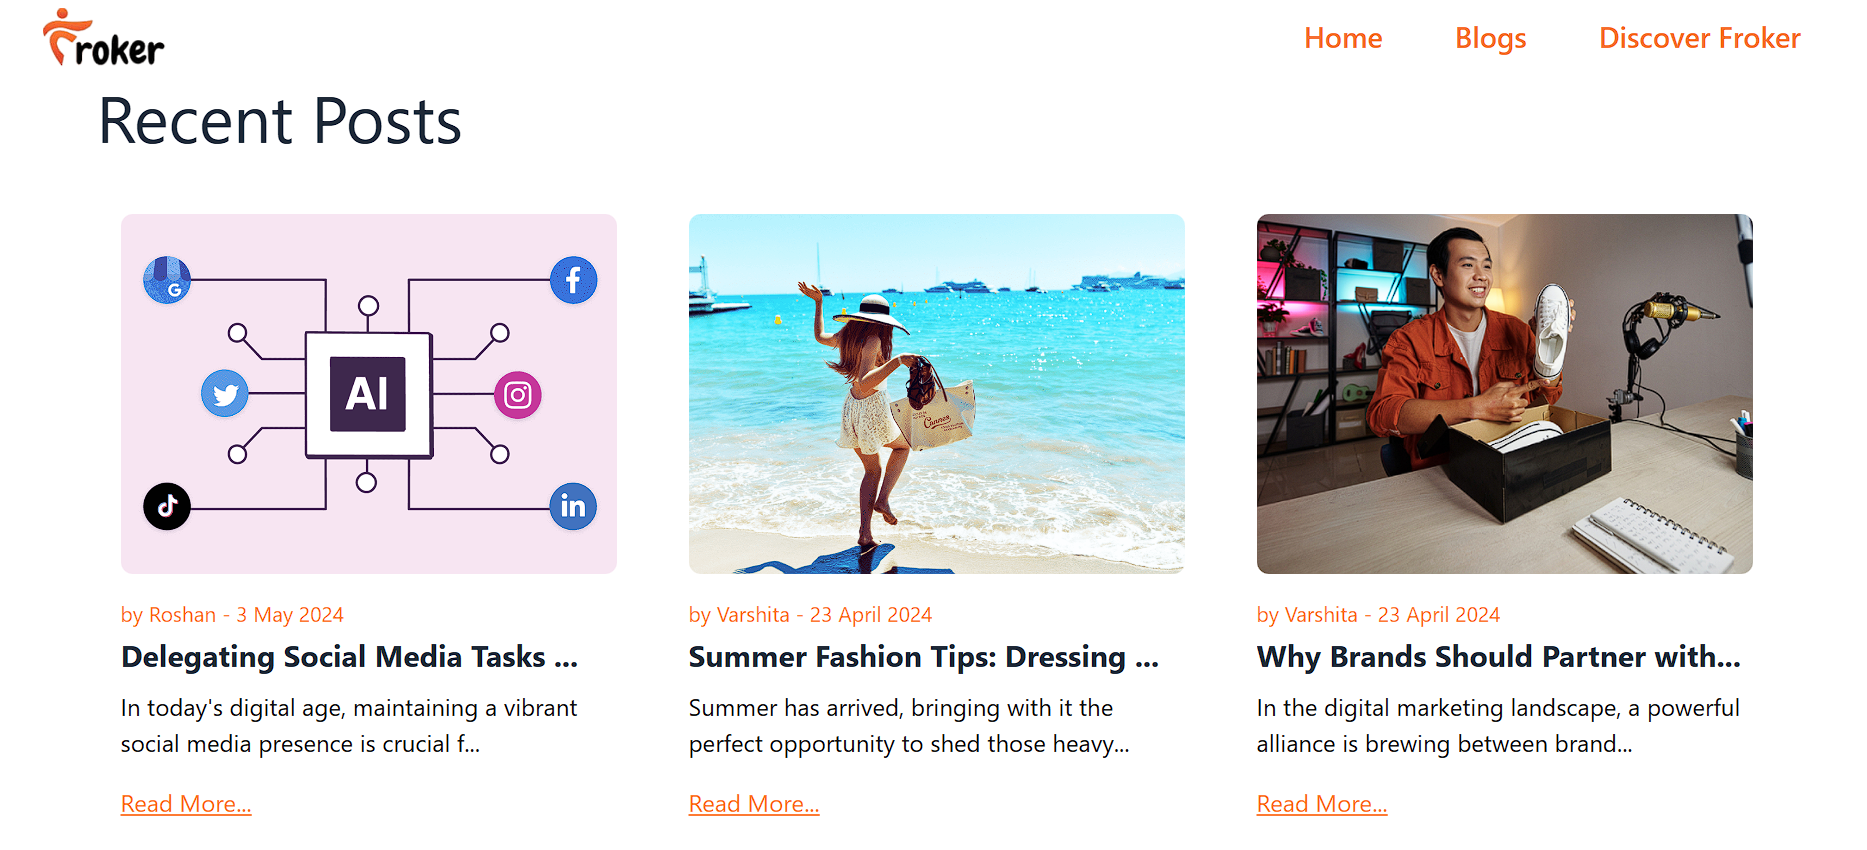 Froker
Home Blogs Discover Froker
Recent Posts
AI
G
f
in
Cannes
by Roshan - 3 May 2024
Delegating Social Media Tasks ...
In today's digital age, maintaining a vibrant
social media presence is crucial f...
Read More...
by Varshita - 23 April 2024
Summer Fashion Tips: Dressing ...
Summer has arrived, bringing with it the
perfect opportunity to shed those heavy...
Read More...
by Varshita - 23 April 2024
Why Brands Should Partner with...
In the digital marketing landscape, a powerful
alliance is brewing between brand...
Read More...